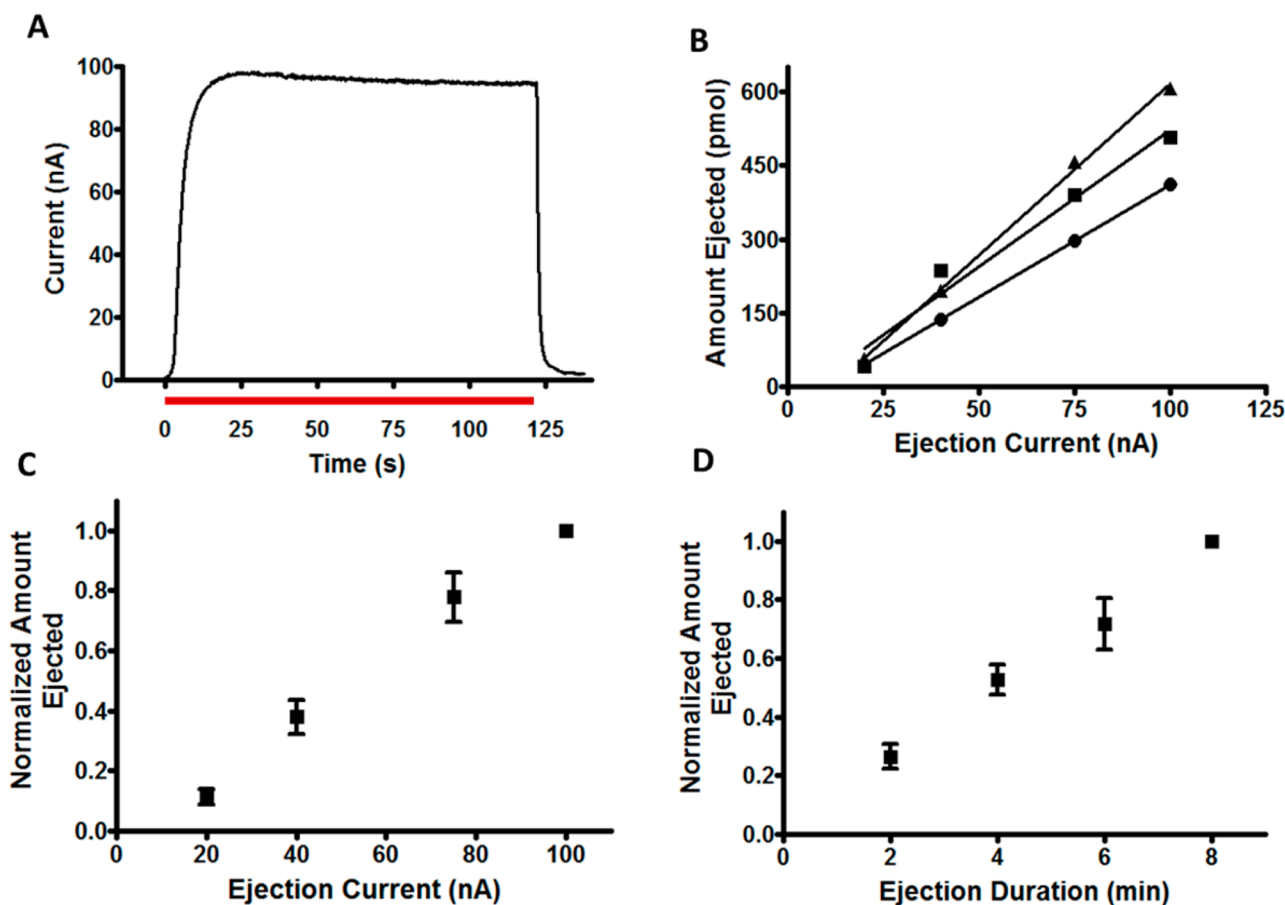 A
Current (nA)
100
80
60
40
20
0
0 25 50 75 100 125
Time (s)
B
Amount Ejected (pmol)
600
450
300
150
0
0 25 50 75 100 125
Ejection Current (nA)
C
Normalized Amount
Ejected
1.0
0.8
0.6
0.4
0.2
0.0
0 20 40 60 80 100
Ejection Current (nA)
D
Normalized Amount
Ejected
1.0
0.8
0.6
0.4
0.2
0.0
0 2 4 6 8
Ejection Duration (min)